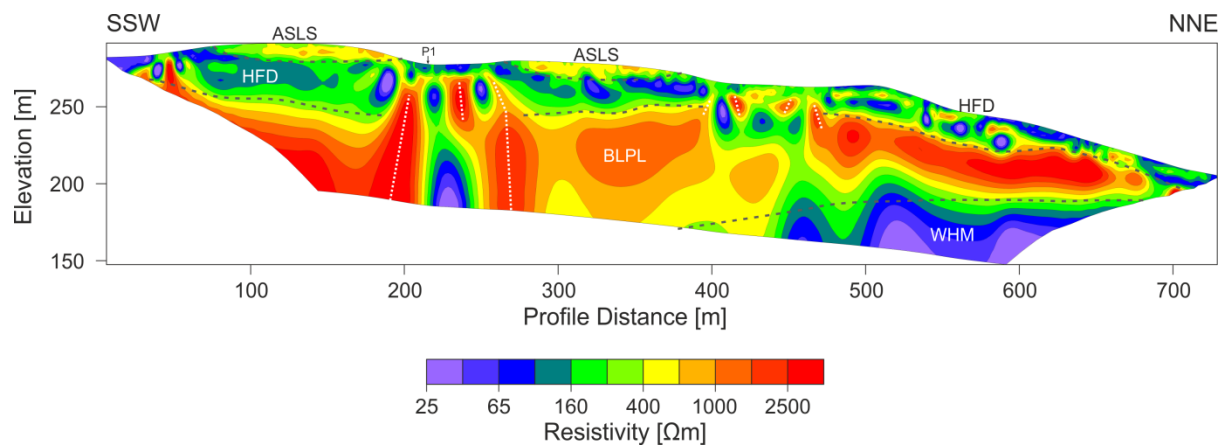 SSW
NNE
ASLS
P1
ASLS
HFD
HFD
BLPL
WHM
250
200
150
Elevation [m]
100 200 300 400 500 600 700
Profile Distance [m]
25 65 160 400 1000 2500
Resistivity [Ωm]